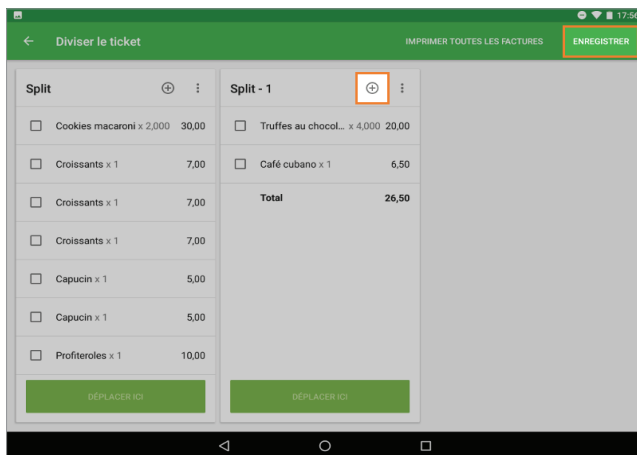 17:56
Diviser le ticket
IMPRIMER TOUTES LES FACTURES
ENREGISTRER
Split
Cookies macaroni x 2,000 30,00
Croissants x 1 7,00
Croissants x 1 7,00
Croissants x 1 7,00
Capucin x 1 5,00
Capucin x 1 5,00
Profiteroles x 1 10,00
DÉPLACER ICI
Split - 1
Truffes au chocol... x 4,000 20,00
Café cubano x 1 6,50
Total 26,50
DÉPLACER ICI